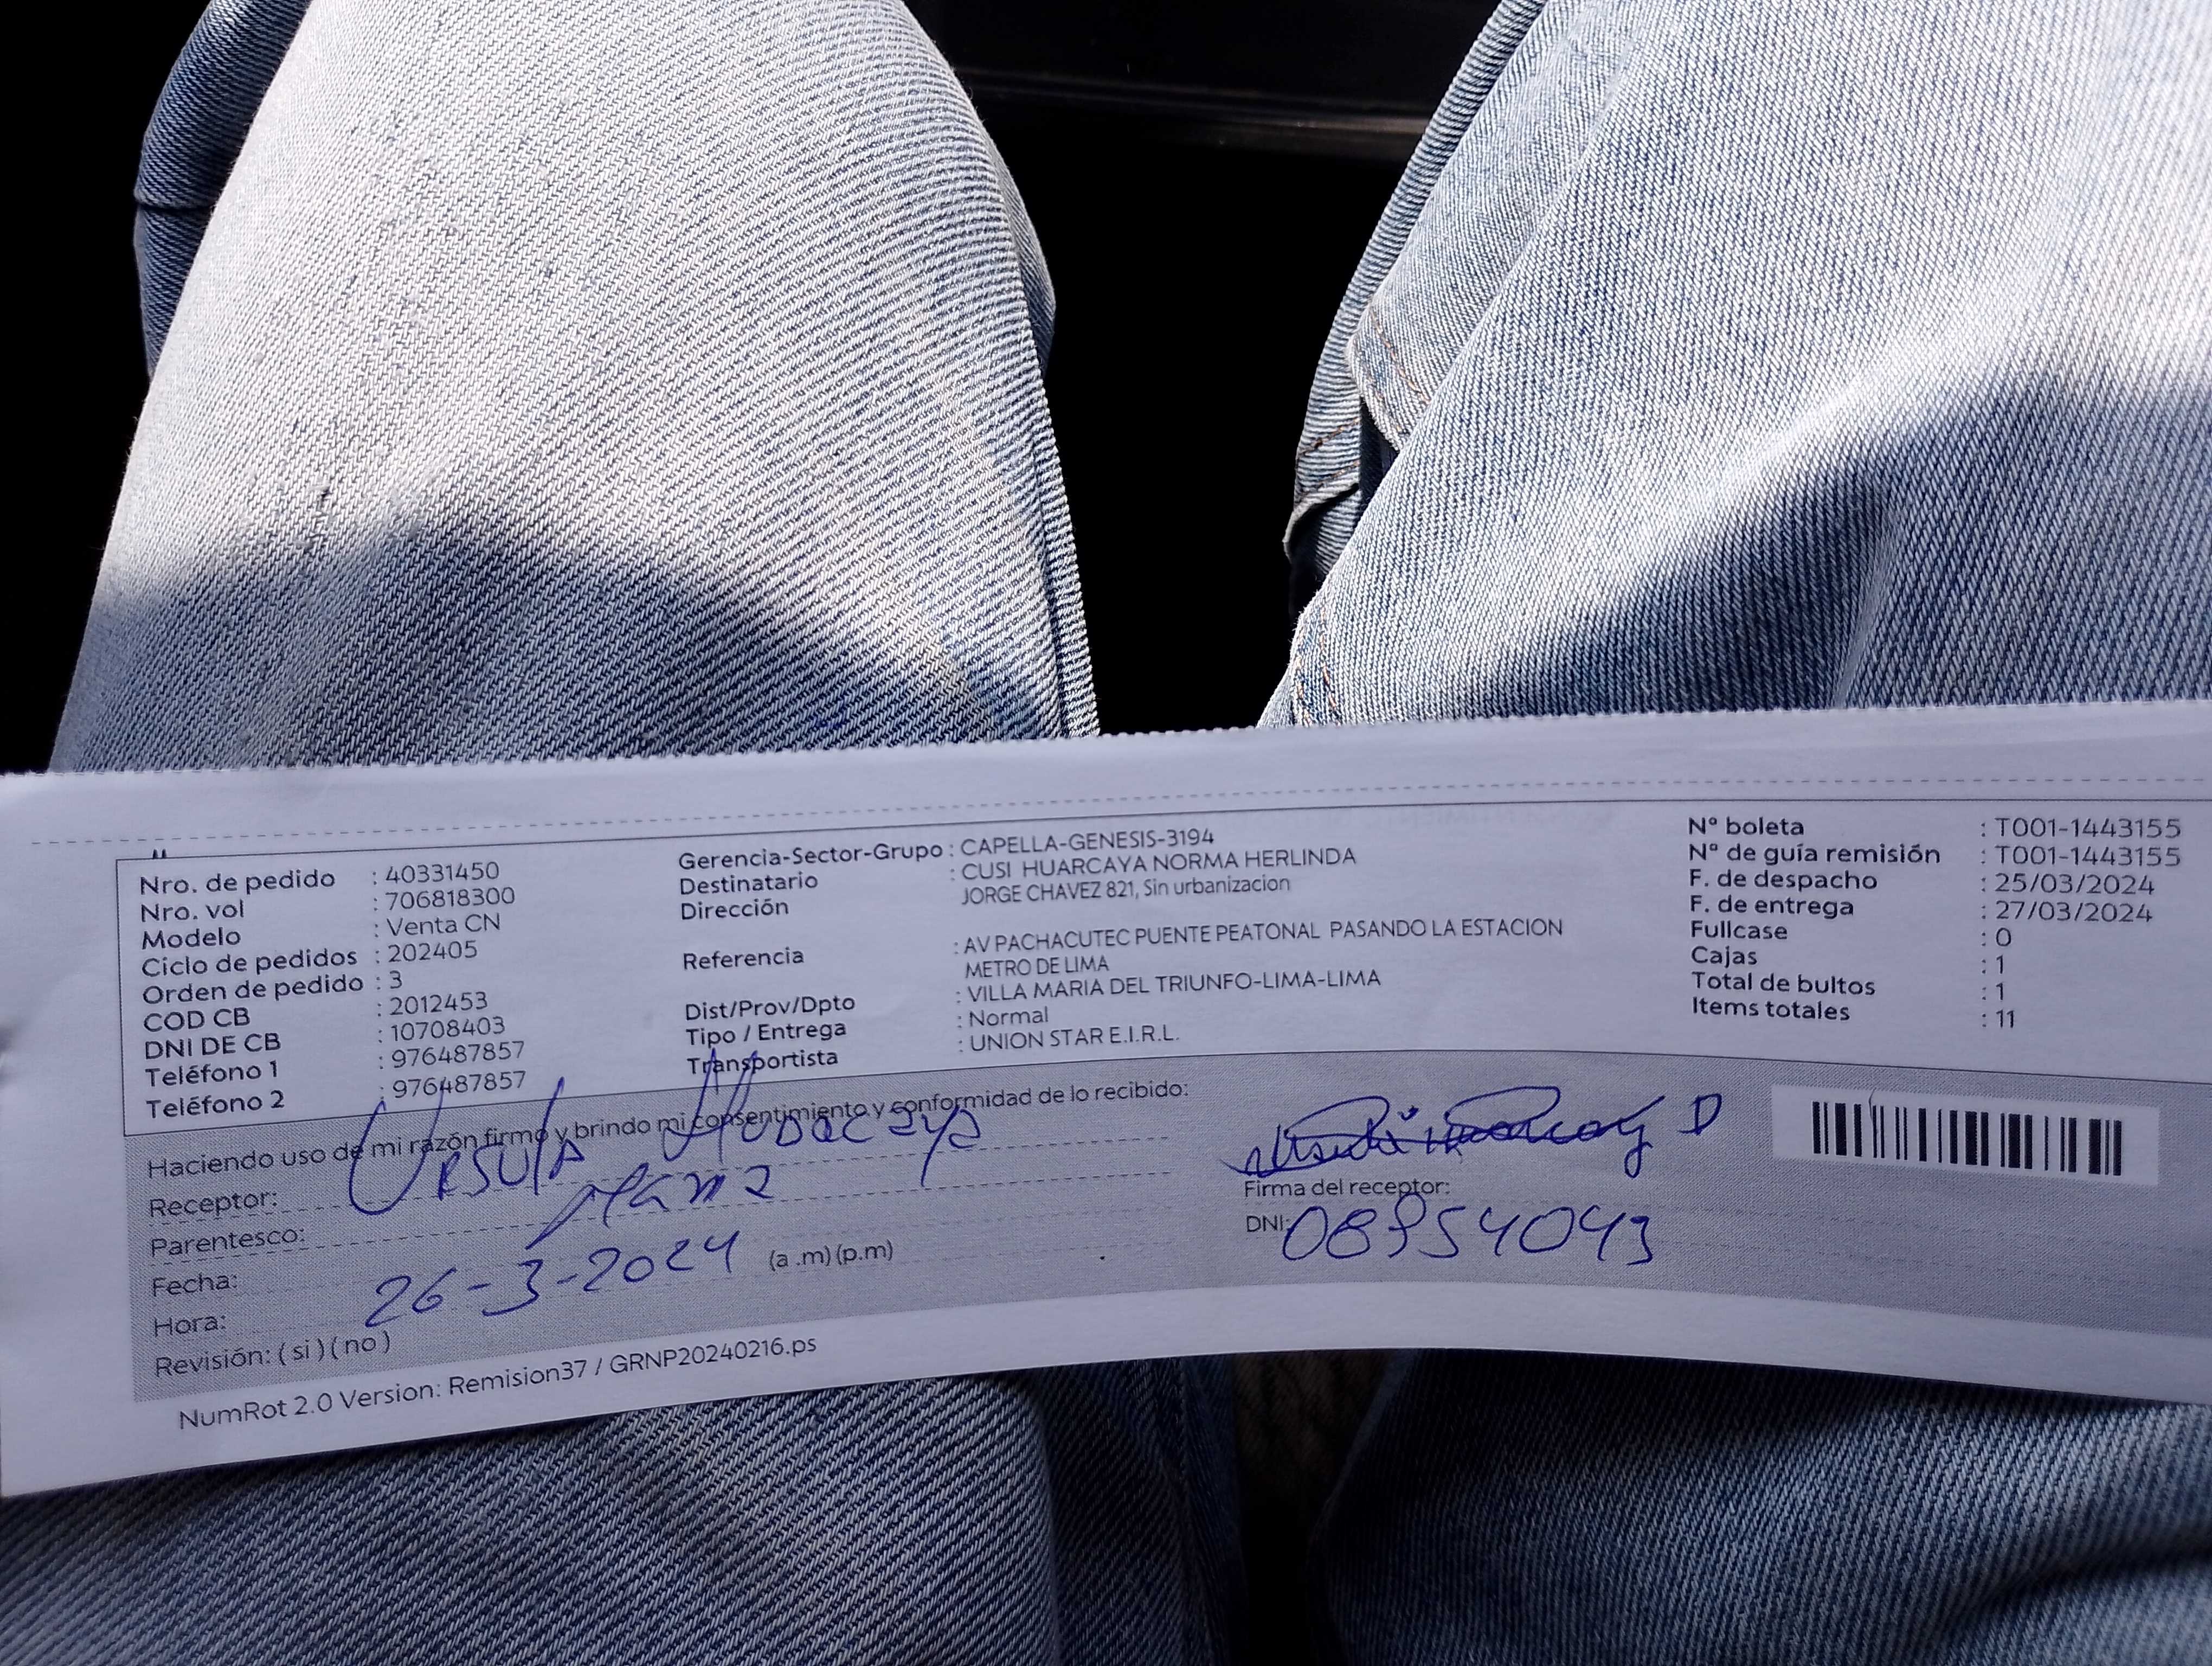 Nro. de pedido : 40331450
Nro. vol : 706818300
Modelo : Venta CN
Ciclo de pedidos : 202405
Orden de pedido : 3
COD CB : 2012453
DNI DE CB : 10708403
Teléfono 1 : 976487857
Teléfono 2 : 976487857
Gerencia-Sector-Grupo : CAPELLA-GENESIS-3194
Destinatario : CUSI HUARCAYA NORMA HERLINDA
Dirección JORGE CHAVEZ 821, Sin urbanizacion
Referencia : AV PACHACUTEC PUENTE PEATONAL PASANDO LA ESTACION
METRO DE LIMA
Dist/Prov/Dpto : VILLA MARIA DEL TRIUNFO-LIMA-LIMA
Tipo / Entrega : Normal
Transportista : UNION STAR E.I.R.L.
N° boleta : T001-1443155
N° de guía remisión : T001-1443155
F. de despacho : 25/03/2024
F. de entrega : 27/03/2024
Fullcase : 0
Cajas : 1
Total de bultos : 1
Items totales : 11
Haciendo uso de mi razón firmo y brindo mi consentimiento y conformidad de lo recibido:
Receptor: Ursula
Parentesco: Mama
Fecha: 26-3-2024 (a .m) (p.m)
Hora:
Revisión: ( si ) ( no )
Firma del receptor:
DNI:
NumRot 2.0 Version: Remision37 / GRNP20240216.ps